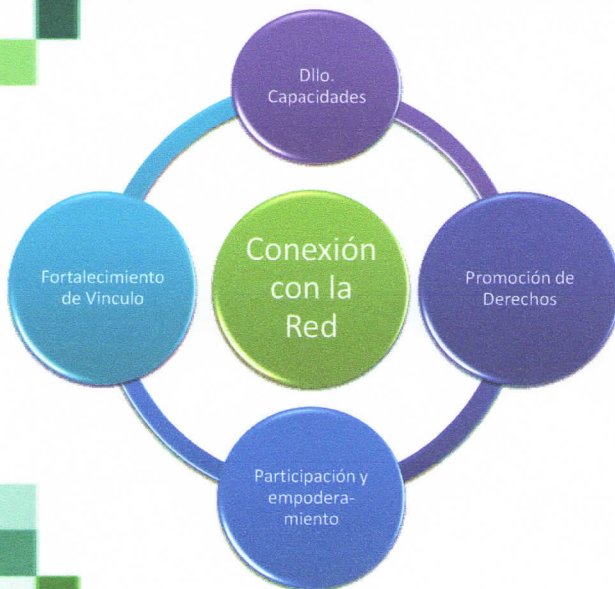 Dllo.
Capacidades
Conexión
con la
Red
Fortalecimiento
de Vinculo
Promoción de
Derechos
Participación y
empodera-
miento